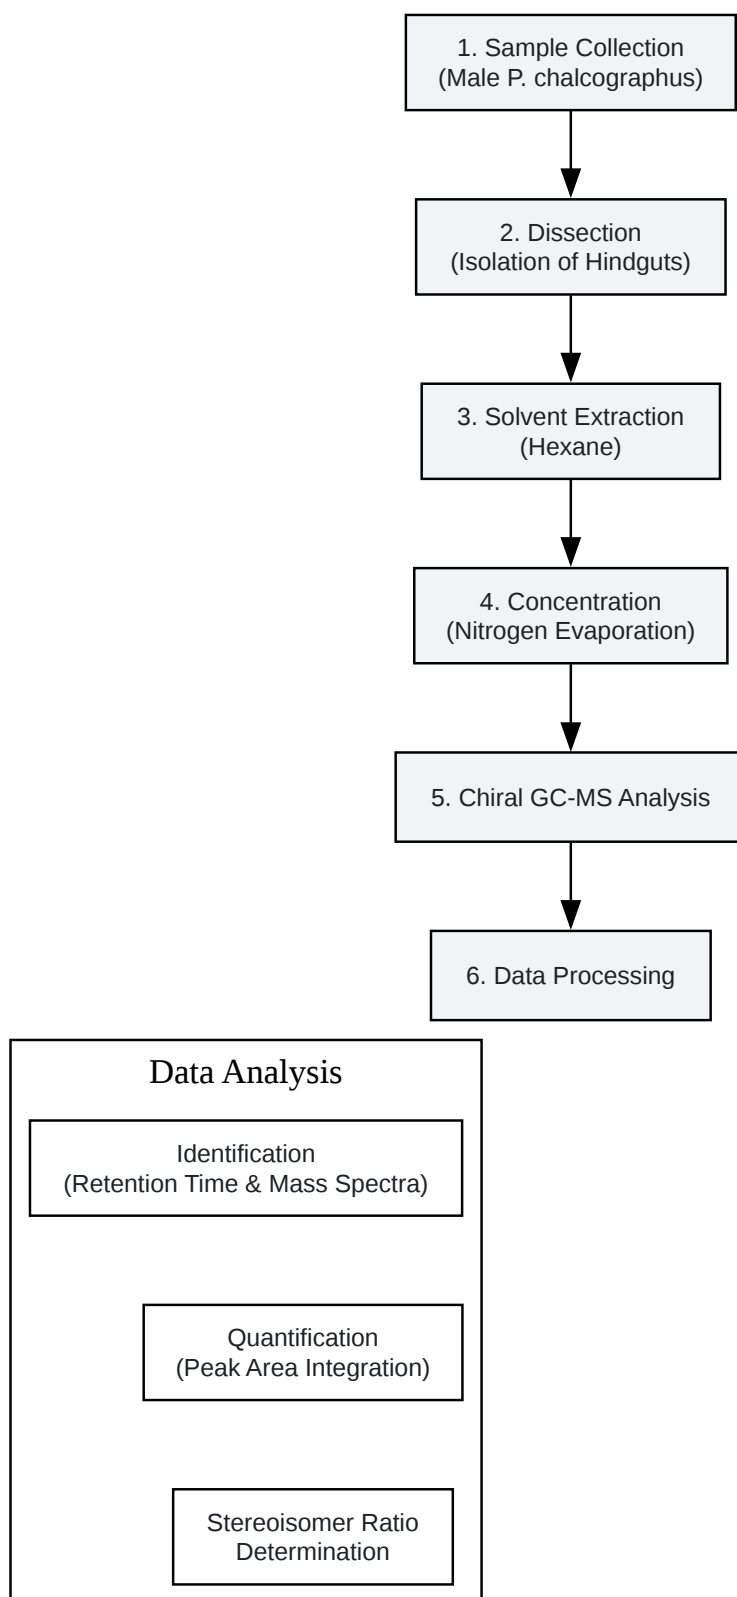 1. Sample Collection
(Male P. chalcographus)
2. Dissection
(Isolation of Hindguts)
3. Solvent Extraction
(Hexane)
4. Concentration
(Nitrogen Evaporation)
5. Chiral GC-MS Analysis
6. Data Processing
Data Analysis
Identification
(Retention Time & Mass Spectra)
Quantification
(Peak Area Integration)
Stereoisomer Ratio
Determination